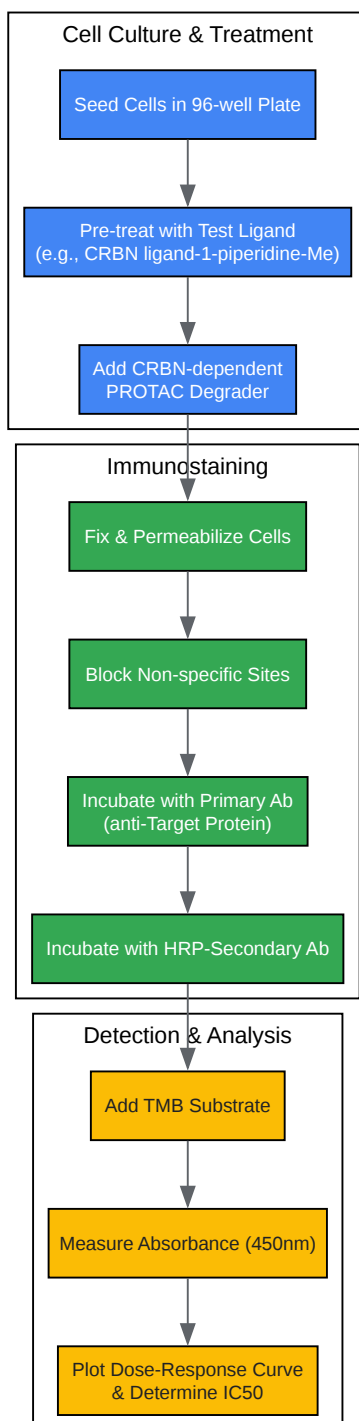 Cell Culture & Treatment
Seed Cells in 96-well Plate
Pre-treat with Test Ligand
(e.g., CRBN ligand-1-piperidine-Me)
Add CRBN-dependent
PROTAC Degrader
Immunostaining
Fix & Permeabilize Cells
Block Non-specific Sites
Incubate with Primary Ab
(anti-Target Protein)
Incubate with HRP-Secondary Ab
Detection & Analysis
Add TMB Substrate
Measure Absorbance (450nm)
Plot Dose-Response Curve
& Determine IC50